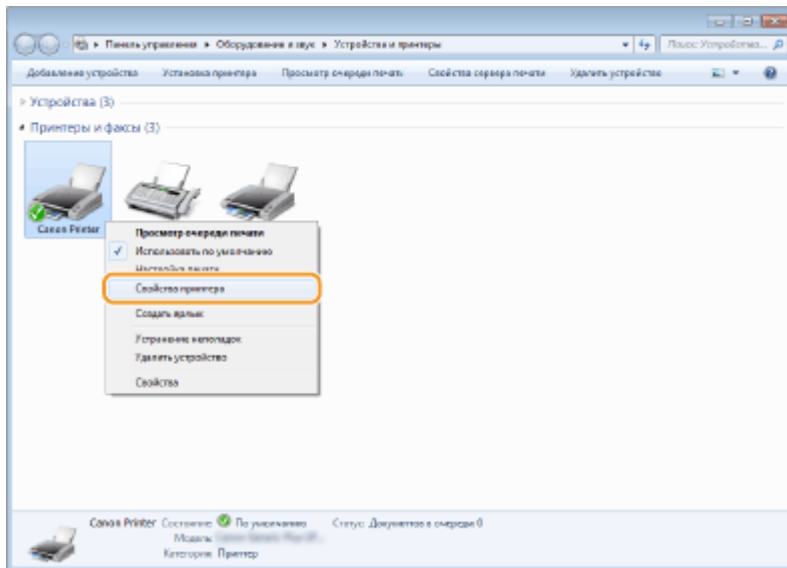 Панель управления ▸ Оборудование и звук ▸ Устройства и принтеры
Поиск: Устройства...
Добавление устройства Установка принтера Просмотр очереди печати Свойства сервера печати Удалить устройство
Устройства (3)
Принтеры и факсы (3)
Canon Printer
Просмотр очереди печати
Использовать по умолчанию
Настройка печати
Свойства принтера
Создать ярлык
Устранение неполадок
Удалить устройство
Свойства
Canon Printer Состояние: По умолчанию Статус: Документов в очереди: 0
Модель:
Категория: Принтер